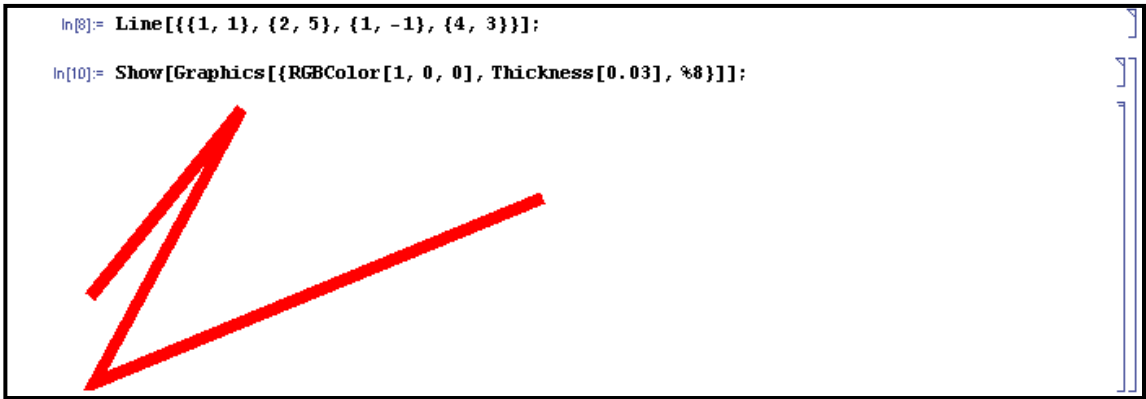 In[8]:= Line[{{1, 1}, {2, 5}, {1, -1}, {4, 3}}];
In[10]:= Show[Graphics[{RGBColor[1, 0, 0], Thickness[0.03], %8}]];